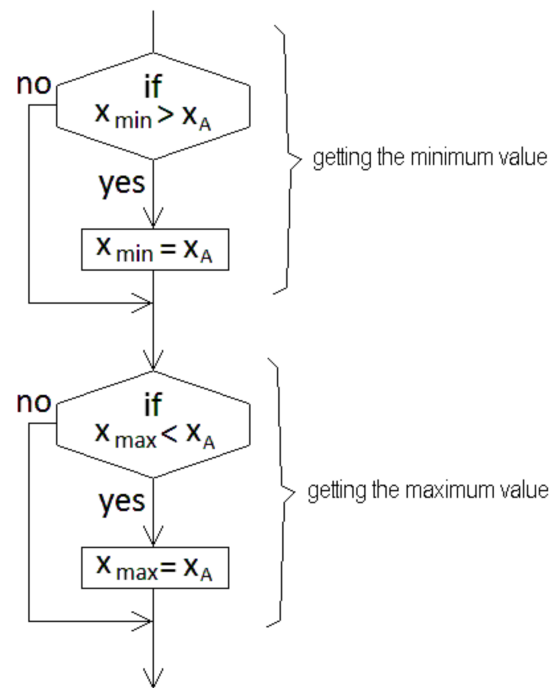 no
if
x min > xA
getting the minimum value
yes
x min = xA
no
if
x max < xA
getting the maximum value
yes
x max = xA